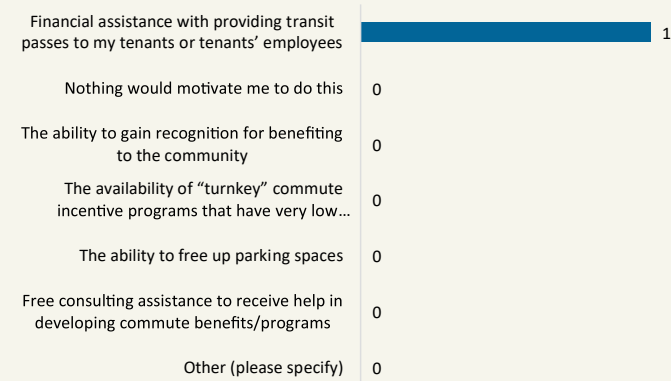 Financial assistance with providing transit
passes to my tenants or tenants’ employees
1
Nothing would motivate me to do this
0
The ability to gain recognition for benefiting
to the community
0
The availability of “turnkey” commute
incentive programs that have very low…
0
The ability to free up parking spaces
0
Free consulting assistance to receive help in
developing commute benefits/programs
0
Other (please specify)
0